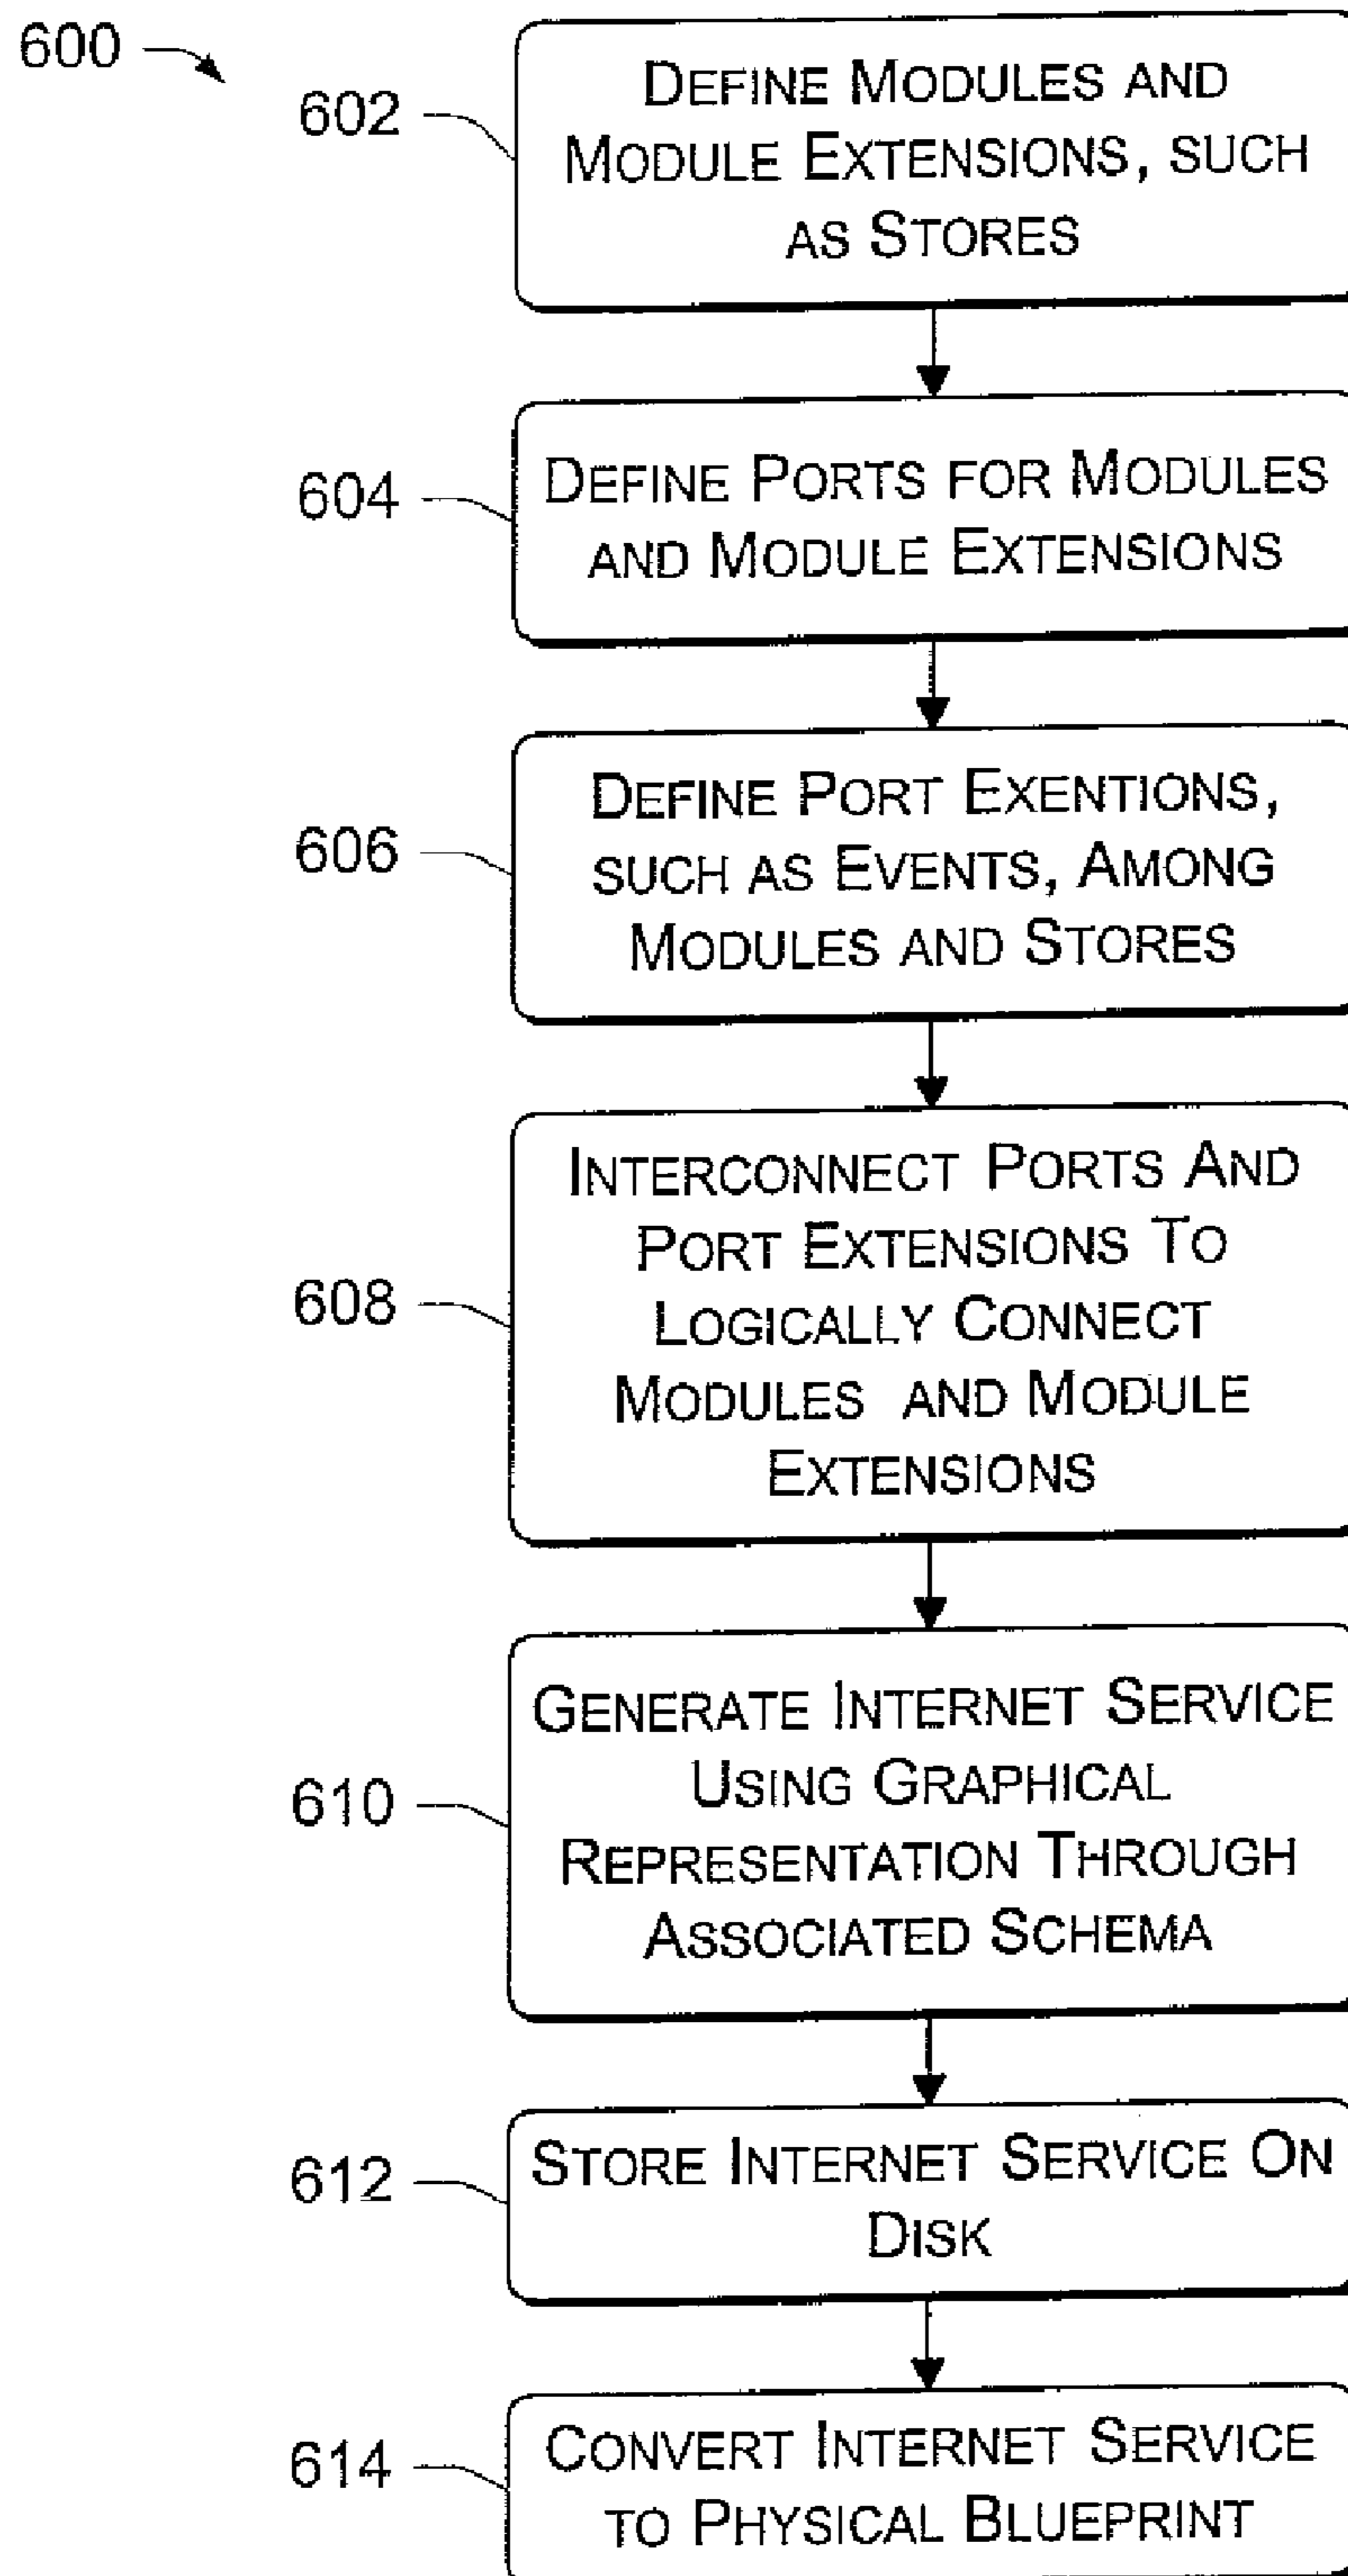 600
602
DEFINE MODULES AND
MODULE EXTENSIONS, SUCH
AS STORES
604
DEFINE PORTS FOR MODULES
AND MODULE EXTENSIONS
606
DEFINE PORT EXENTIONS,
SUCH AS EVENTS, AMONG
MODULES AND STORES
608
INTERCONNECT PORTS AND
PORT EXTENSIONS TO
LOGICALLY CONNECT
MODULES AND MODULE
EXTENSIONS
610
GENERATE INTERNET SERVICE
USING GRAPHICAL
REPRESENTATION THROUGH
ASSOCIATED SCHEMA
612
STORE INTERNET SERVICE ON
DISK
614
CONVERT INTERNET SERVICE
TO PHYSICAL BLUEPRINT